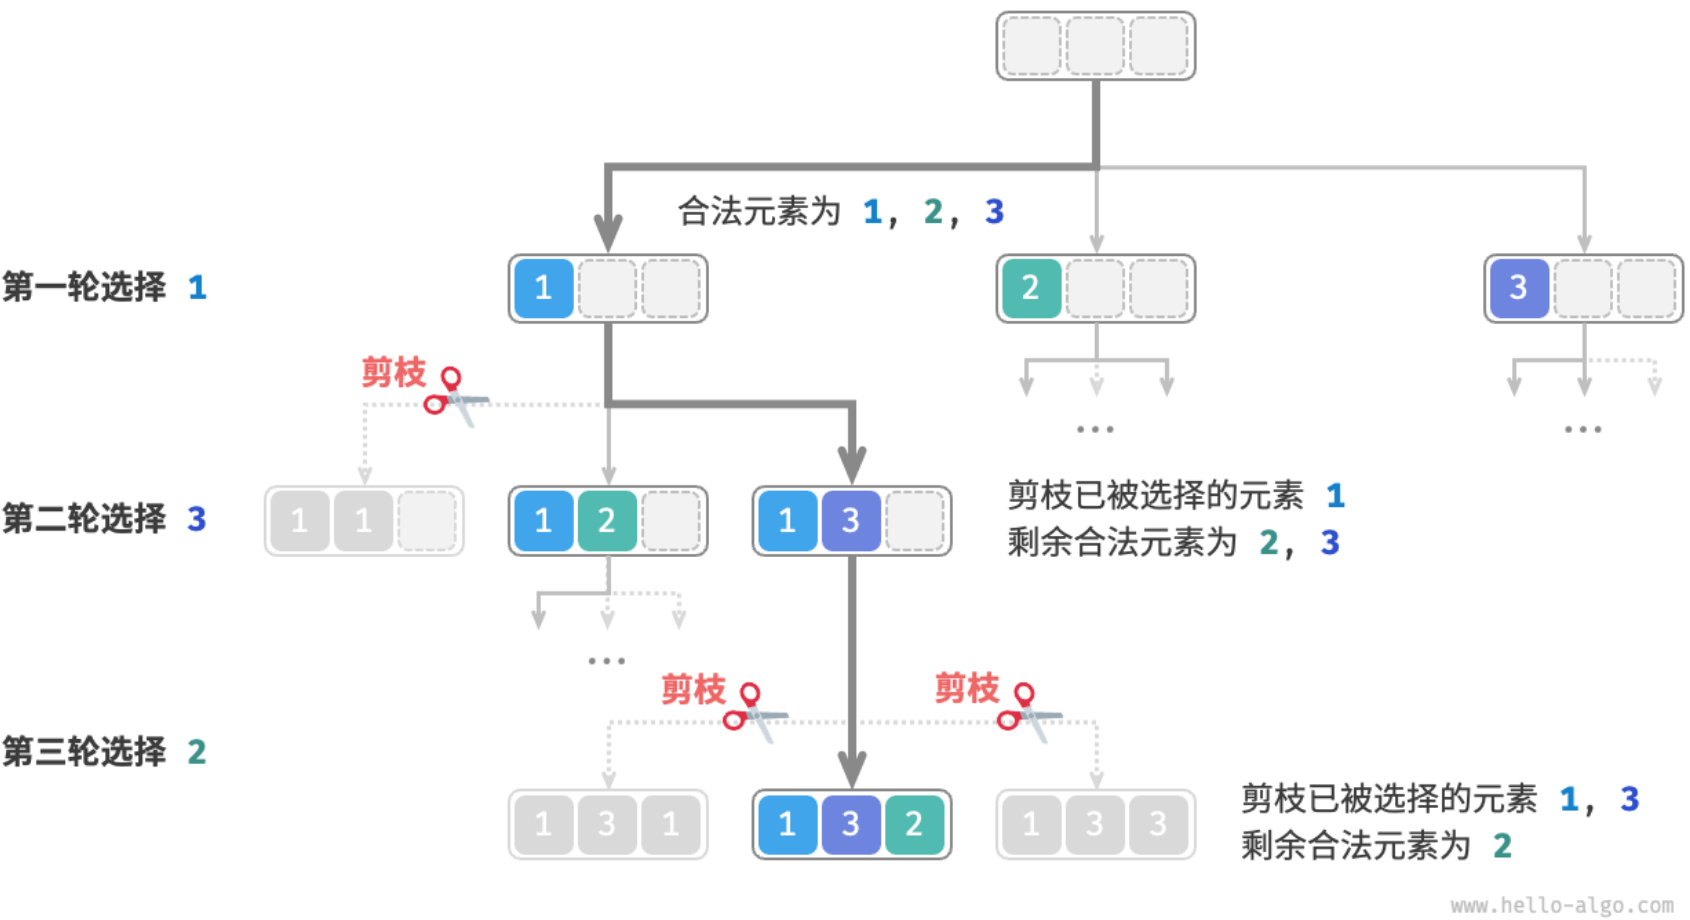 合法元素为 1, 2, 3
第一轮选择 1
1
2
3
剪枝
...
...
第二轮选择 3
1 1
1 2
1 3
剪枝已被选择的元素 1
剩余合法元素为 2, 3
...
剪枝
剪枝
第三轮选择 2
1 3 1
1 3 2
1 3 3
剪枝已被选择的元素 1, 3
剩余合法元素为 2
www.hello-algo.com